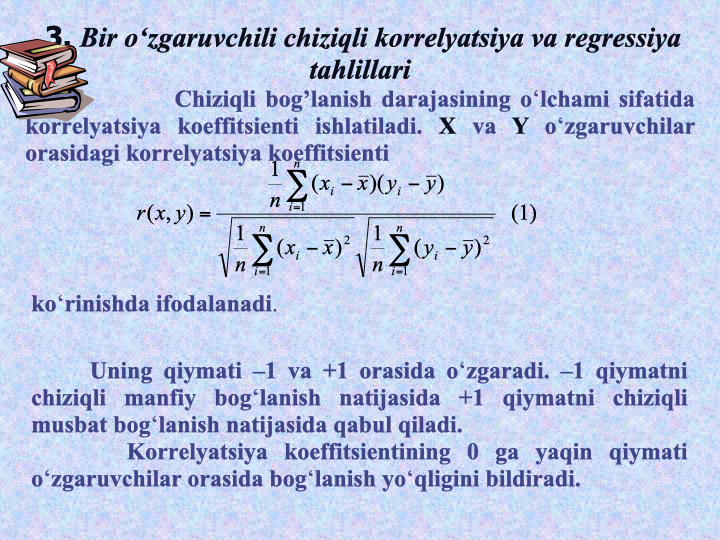 3. Bir o‘zgaruvchili chiziqli korrelyatsiya va regressiya
tahlillari
Chiziqli bog’lanish darajasining o‘lchami sifatida
korrelyatsiya koeffitsienti ishlatiladi. X va Y o‘zgaruvchilar
orasidagi korrelyatsiya koeffitsienti
r(x, y) = \frac{\frac{1}{n}\sum_{i=1}^{n}(x_i − \bar{x})(y_i − \bar{y})}{\sqrt{\frac{1}{n}\sum_{i=1}^{n}(x_i − \bar{x})^2}\sqrt{\frac{1}{n}\sum_{i=1}^{n}(y_i − \bar{y})^2}} (1)
ko‘rinishda ifodalanadi.
Uning qiymati –1 va +1 orasida o‘zgaradi. –1 qiymatni
chiziqli manfiy bog‘lanish natijasida +1 qiymatni chiziqli
musbat bog‘lanish natijasida qabul qiladi.
Korrelyatsiya koeffitsientining 0 ga yaqin qiymati
o‘zgaruvchilar orasida bog‘lanish yo‘qligini bildiradi.